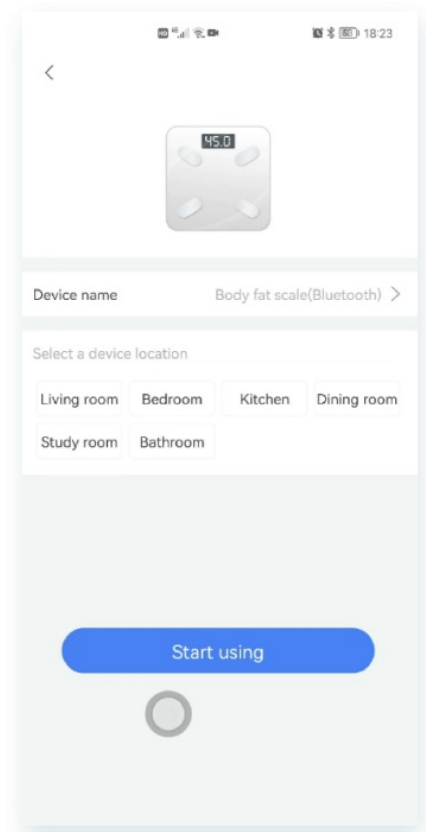 18:23
45.0
Device name Body fat scale(Bluetooth)
Select a device location
Living room Bedroom Kitchen Dining room
Study room Bathroom
Start using